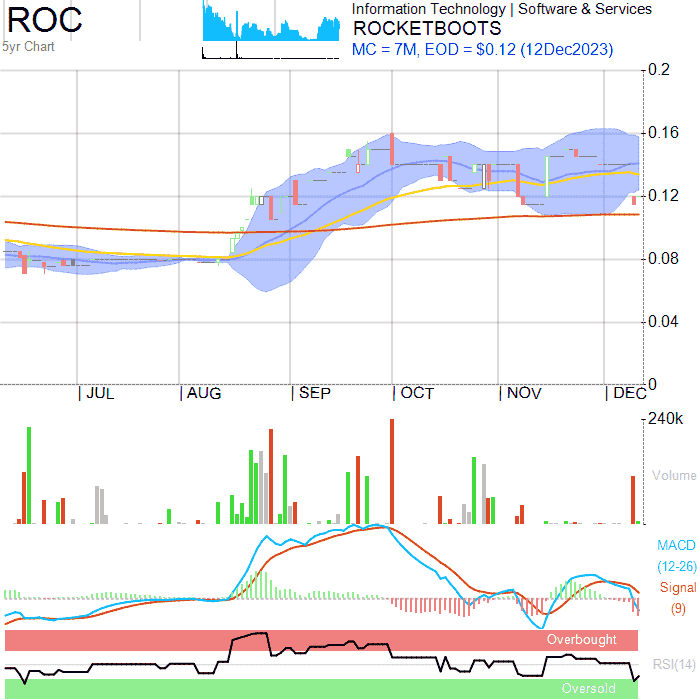 ROC
5yr Chart
Information Technology | Software & Services
ROCKETBOOTS
MC = 7M, EOD = $0.12 (12Dec2023)
0.2
0.16
0.12
0.08
0.04
0
JUL AUG SEP OCT NOV DEC
240k
Volume
MACD
(12-26)
Signal
(9)
Overbought
RSI(14)
Oversold